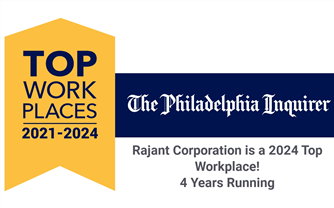 TOP
WORK
PLACES
2021-2024
The Philadelphia Inquirer
Rajant Corporation is a 2024 Top
Workplace!
4 Years Running